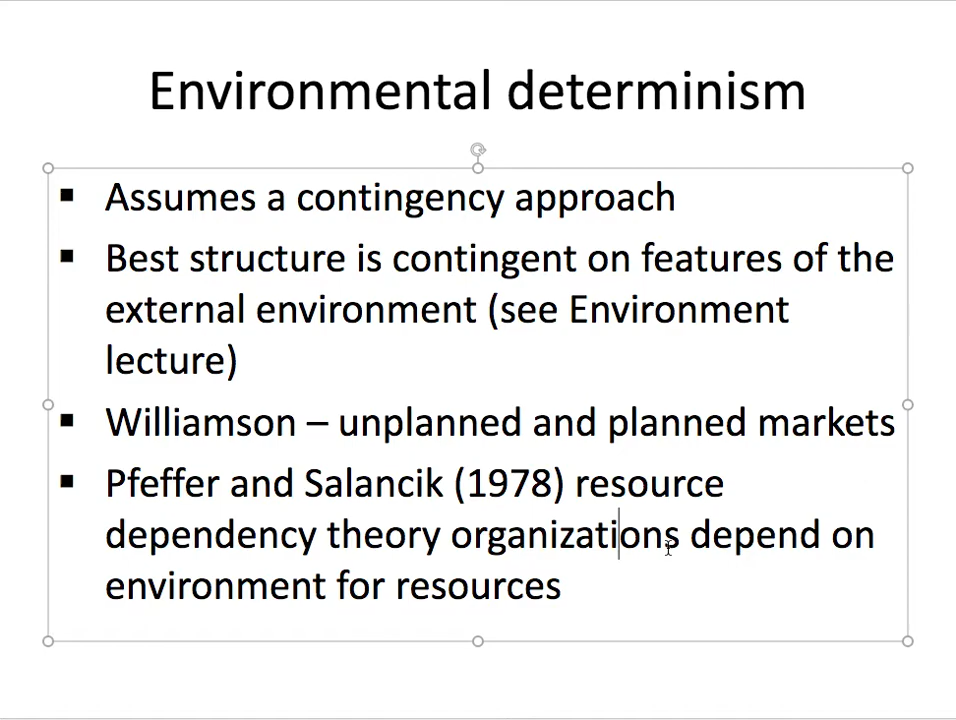 Environmental determinism
▪ Assumes a contingency approach
▪ Best structure is contingent on features of the
external environment (see Environment
lecture)
▪ Williamson – unplanned and planned markets
▪ Pfeffer and Salancik (1978) resource
dependency theory organizations depend on
environment for resources